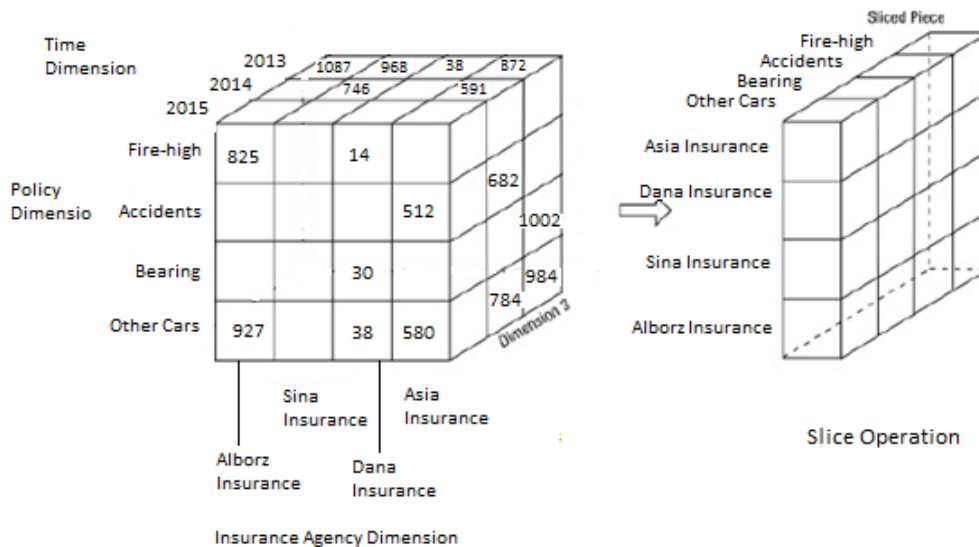 Sliced Piece
Time
Dimension
2013
2014
2015
1087
968
38
872
746
591
Fire-high
Accidents
Bearing
Other Cars
Policy
Dimensio
Fire-high
Accidents
Bearing
Other Cars
825
14
512
30
927
38
580
682
1002
784
984
Dimension 3
Asia Insurance
Dana Insurance
Sina Insurance
Alborz Insurance
Sina
Insurance
Asia
Insurance
Alborz
Insurance
Dana
Insurance
Slice Operation
Insurance Agency Dimension